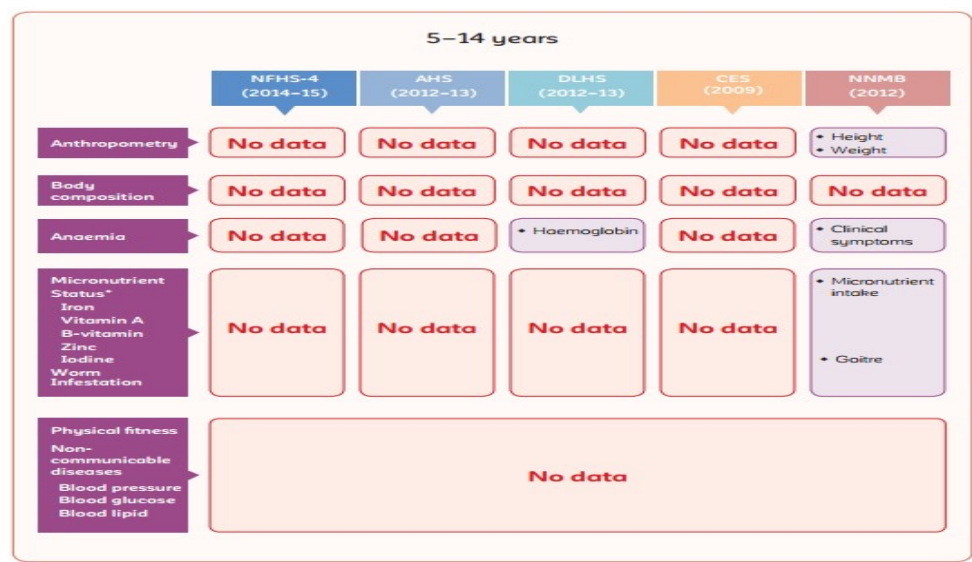 5–14 years
NFHS-4 AHS DLHS CES NNMB
(2014–15) (2012–13) (2012–13) (2009) (2012)
Anthropometry No data No data No data No data • Height
• Weight
Body
composition No data No data No data No data No data
Anaemia No data No data • Haemoglobin No data • Clinical
symptoms
Micronutrient
Status*
Iron
Vitamin A
B-vitamin
Zinc
Iodine
Worm
Infestation
No data No data No data No data • Micronutrient
intake
• Goitre
Physical fitness
Non-
communicable
diseases
Blood pressure
Blood glucose
Blood lipid
No data